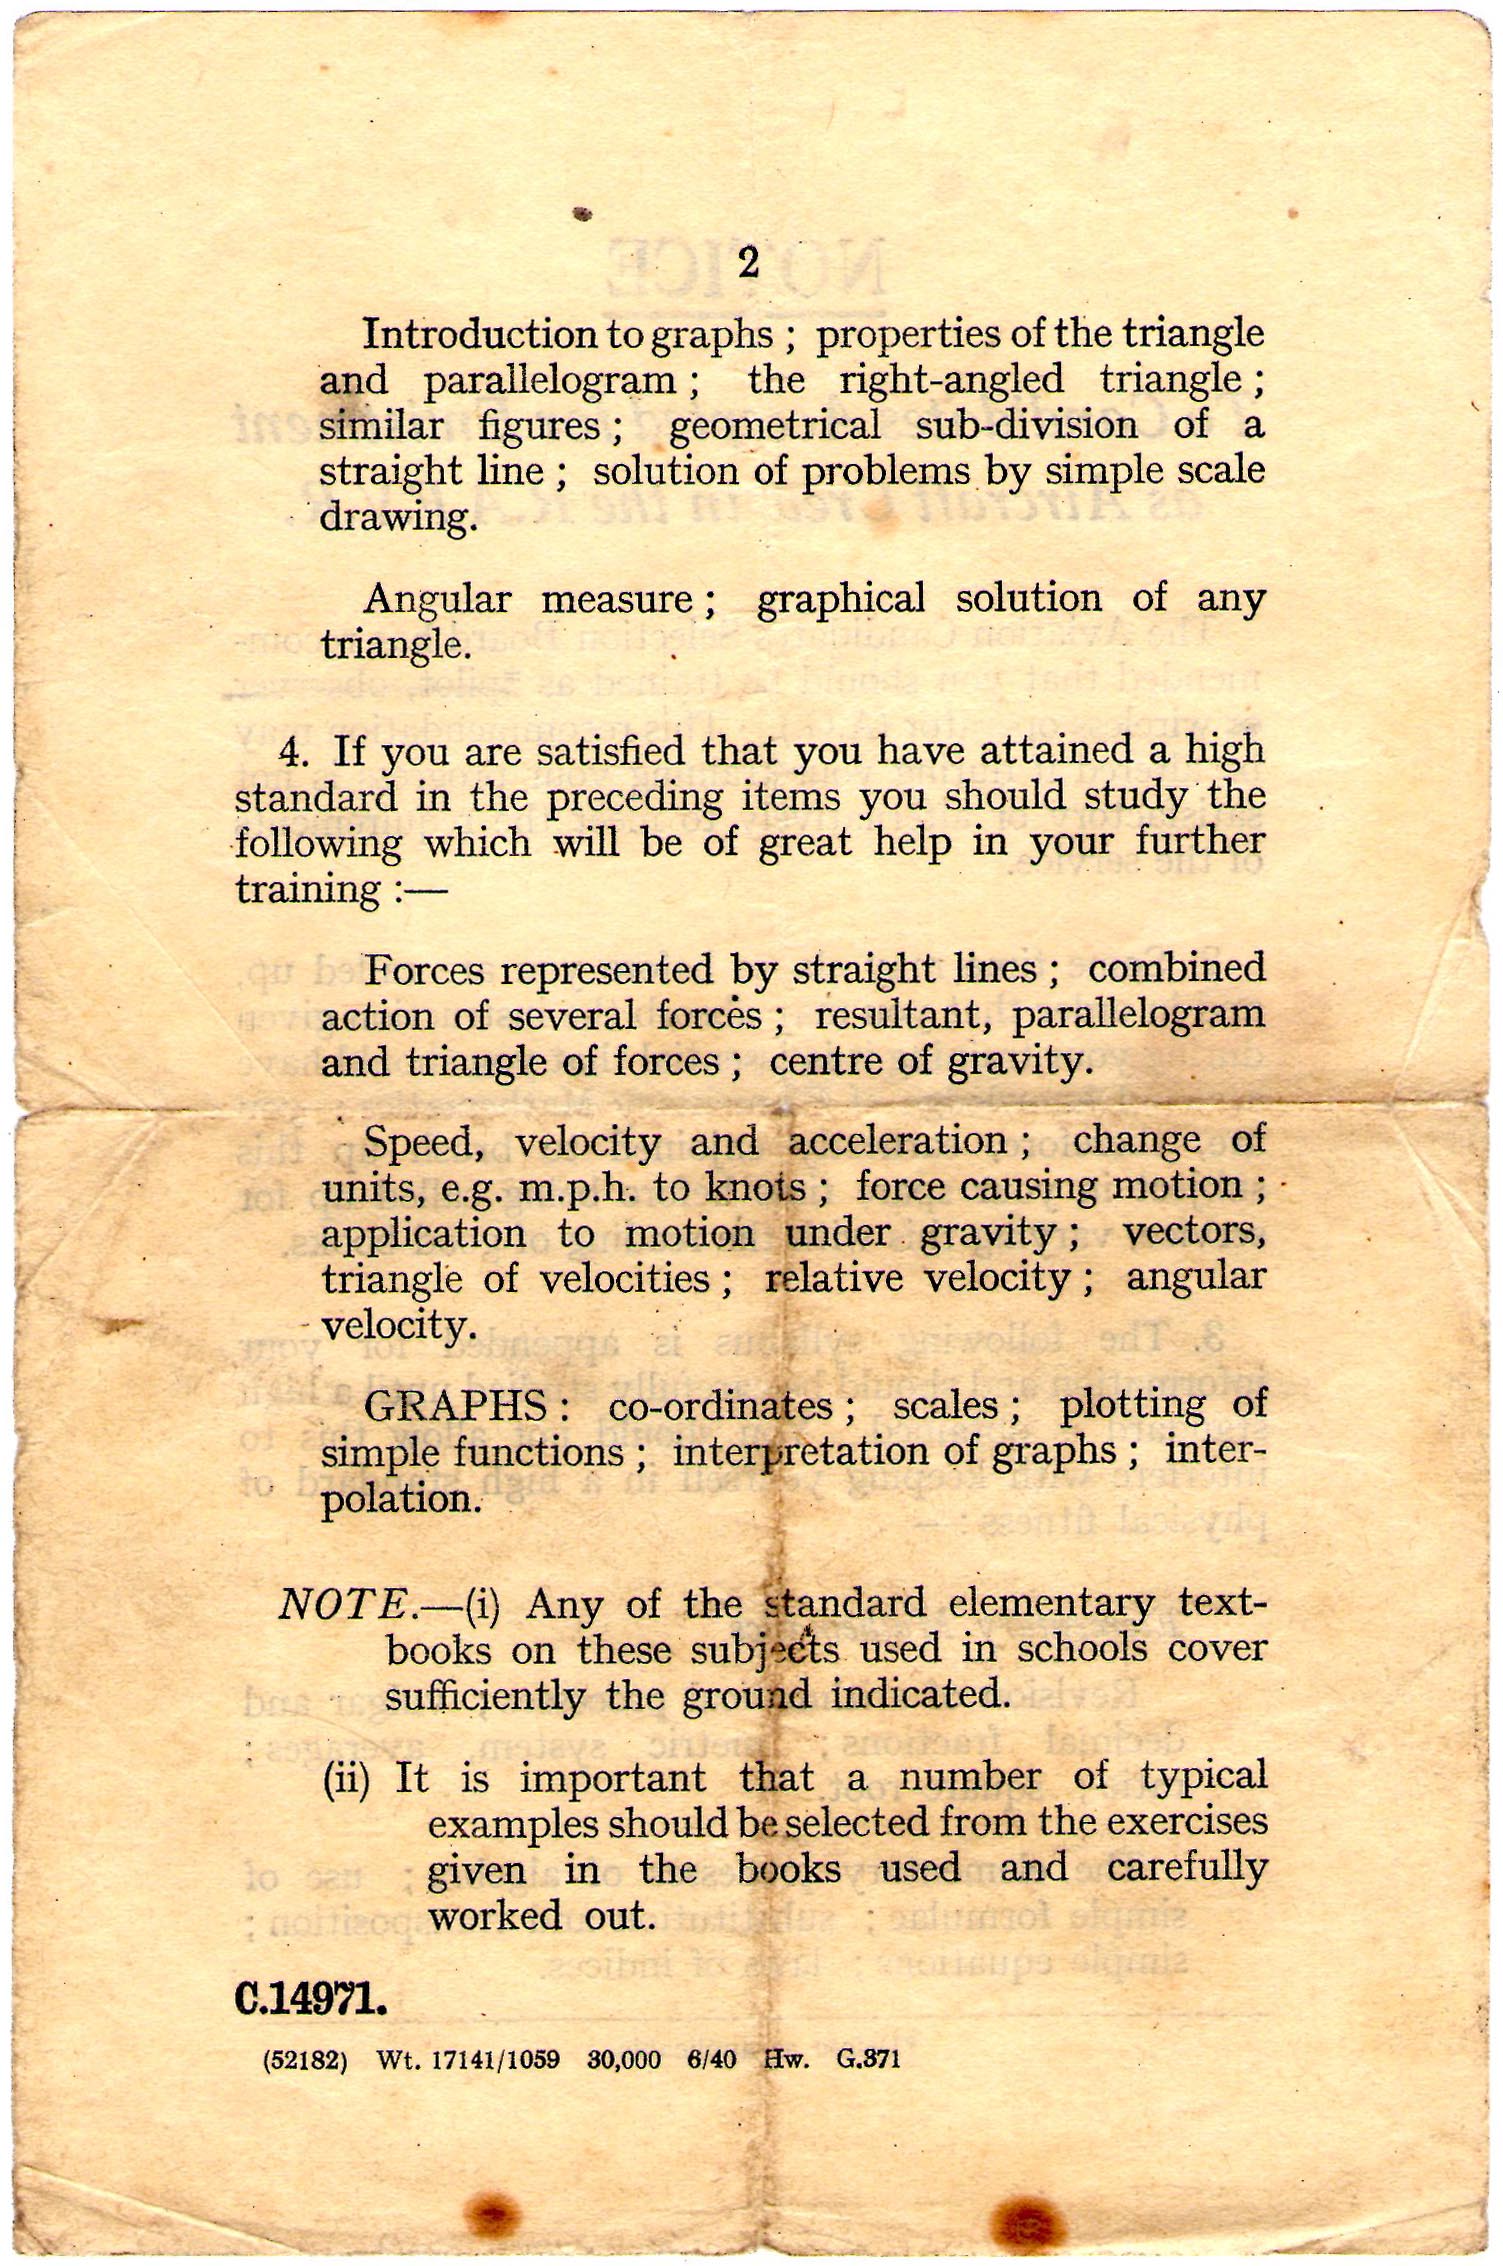 2
Introduction to graphs ; properties of the triangle
and parallelogram ; the right-angled triangle ;
similar figures ; geometrical sub-division of a
straight line ; solution of problems by simple scale
drawing.
Angular measure ; graphical solution of any
triangle.
4. If you are satisfied that you have attained a high
standard in the preceding items you should study the
following which will be of great help in your further
training :—
Forces represented by straight lines ; combined
action of several forces ; resultant, parallelogram
and triangle of forces ; centre of gravity.
Speed, velocity and acceleration ; change of
units, e.g. m.p.h. to knots ; force causing motion ;
application to motion under gravity ; vectors,
triangle of velocities ; relative velocity ; angular
velocity.
GRAPHS : co-ordinates ; scales ; plotting of
simple functions ; interpretation of graphs ; inter-
polation.
NOTE.—(i) Any of the standard elementary text-
books on these subjects used in schools cover
sufficiently the ground indicated.
(ii) It is important that a number of typical
examples should be selected from the exercises
given in the books used and carefully
worked out.
C.14971.
(52182) Wt. 17141/1059 30,000 6/40 Hw. G.371